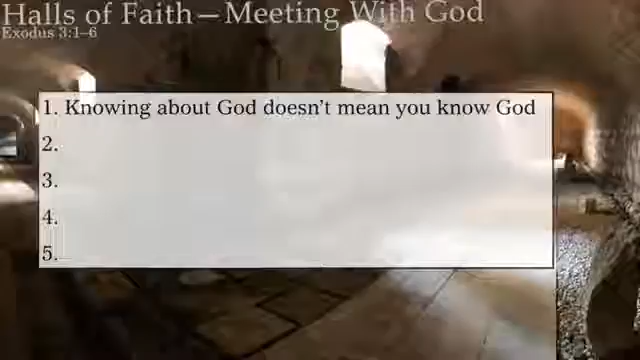 Halls of Faith—Meeting With God
Exodus 3:1–6
1. Knowing about God doesn’t mean you know God
2.
3.
4.
5.